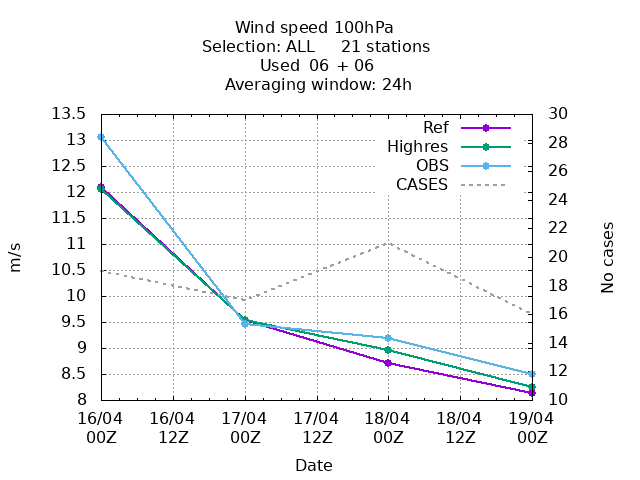 Wind speed 100hPa
Selection: ALL 21 stations
Used 06 + 06
Averaging window: 24h
13.5
13
12.5
12
11.5
11
10.5
10
9.5
9
8.5
8
m/s
30
28
26
24
22
20
18
16
14
12
10
No cases
Ref
Highres
OBS
CASES
16/04 16/04 17/04 17/04 18/04 18/04 19/04
00Z 12Z 00Z 12Z 00Z 12Z 00Z
Date